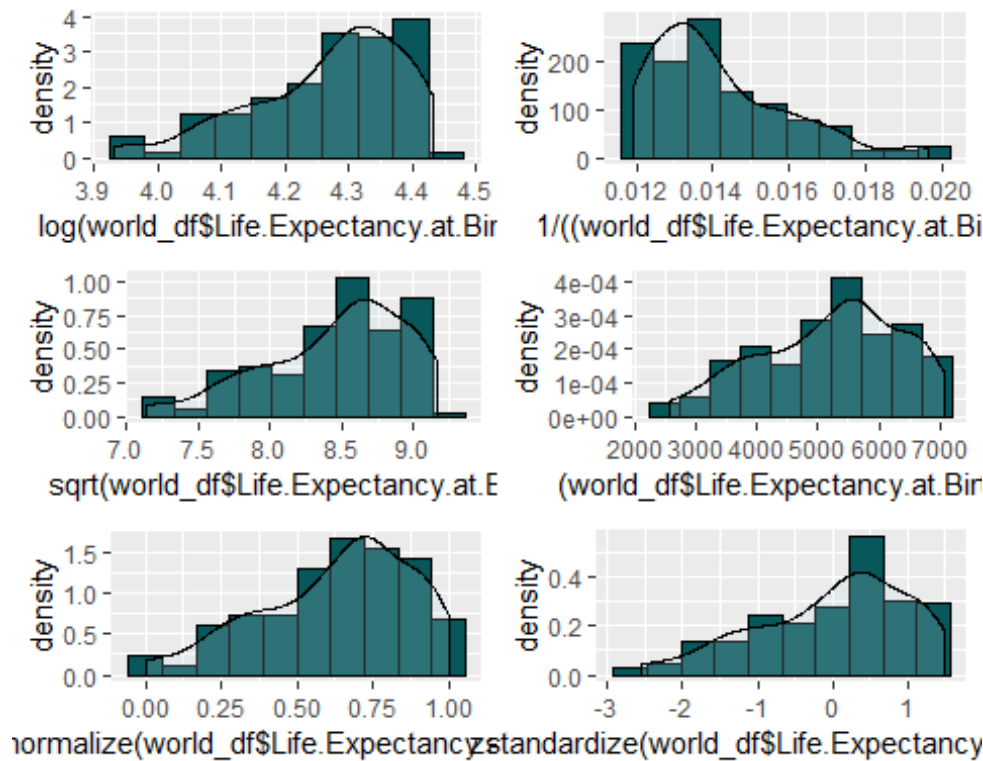 density
4
3
2
1
0
3.9 4.0 4.1 4.2 4.3 4.4 4.5
log(world_df$Life.Expectancy.at.Bir
density
200
100
0
0.012 0.014 0.016 0.018 0.020
1/((world_df$Life.Expectancy.at.Bi
density
1.00
0.75
0.50
0.25
0.00
7.0 7.5 8.0 8.5 9.0
sqrt(world_df$Life.Expectancy.at.E
density
4e-04
3e-04
2e-04
1e-04
0e+00
2000 3000 4000 5000 6000 7000
(world_df$Life.Expectancy.at.Birt
density
1.5
1.0
0.5
0.0
0.00 0.25 0.50 0.75 1.00
normalize(world_df$Life.Expectancy
density
0.4
0.2
0.0
-3 -2 -1 0 1
standardize(world_df$Life.Expectancy